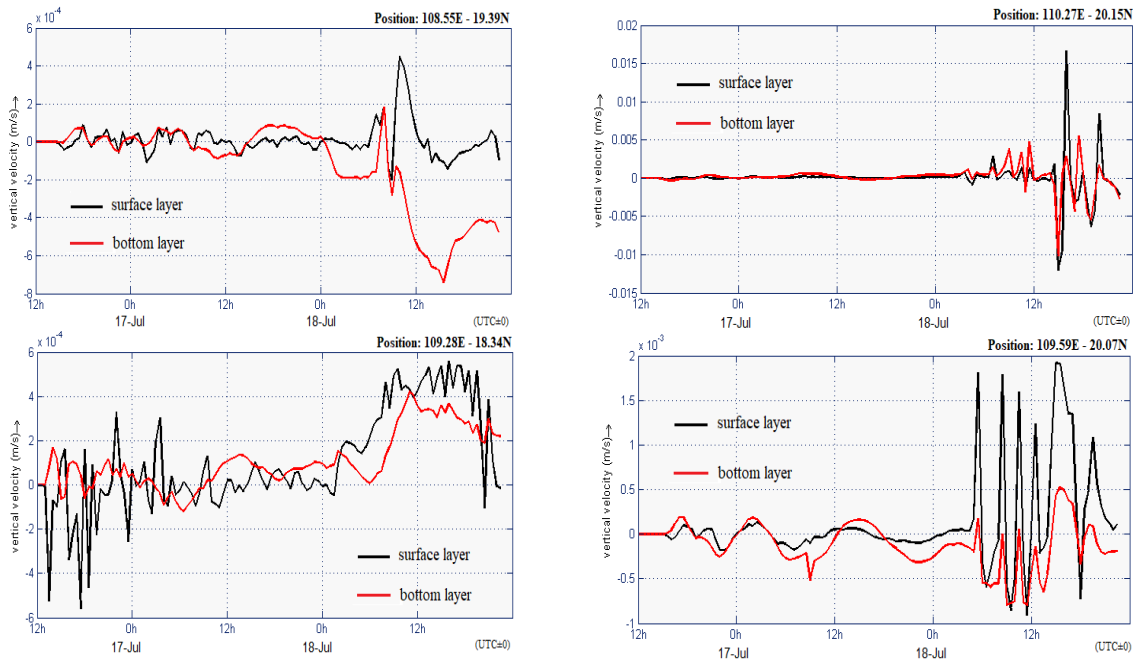 Position: 108.55E - 19.39N
x 10⁻⁴
vertical velocity (m/s)→
6
4
2
0
-2
-4
-6
-8
surface layer
bottom layer
12h 0h 12h 0h 12h
17-Jul 18-Jul (UTC±0)
Position: 110.27E - 20.15N
vertical velocity (m/s)→
0.02
0.015
0.01
0.005
0
-0.005
-0.01
-0.015
surface layer
bottom layer
12h 0h 12h 0h 12h
17-Jul 18-Jul (UTC±0)
Position: 109.28E - 18.34N
x 10⁻⁴
vertical velocity (m/s)→
6
4
2
0
-2
-4
-6
surface layer
bottom layer
12h 0h 12h 0h 12h
17-Jul 18-Jul (UTC±0)
Position: 109.59E - 20.07N
x 10⁻³
vertical velocity (m/s)→
2
1.5
1
0.5
0
-0.5
-1
surface layer
bottom layer
12h 0h 12h 0h 12h
17-Jul 18-Jul (UTC±0)